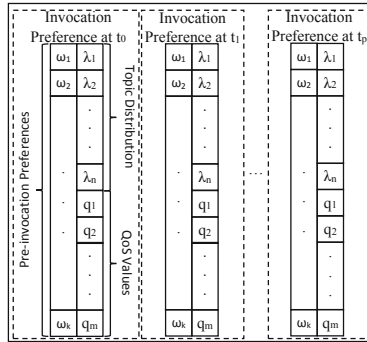 Invocation Preference at t₀
Invocation Preference at t₁
Invocation Preference at tₚ
Pre-invocation Preferences
Topic Distribution
QoS Values
ω₁ λ₁ ω₁ λ₁ ω₁ λ₁
ω₂ λ₂ ω₂ λ₂ ω₂ λ₂
. . .
. . .
. . .
. λₙ . λₙ ... . λₙ
. q₁ . q₁ . q₁
. q₂ . q₂ . q₂
. . .
. . .
. . .
ωₖ qₘ ωₖ qₘ ωₖ qₘ